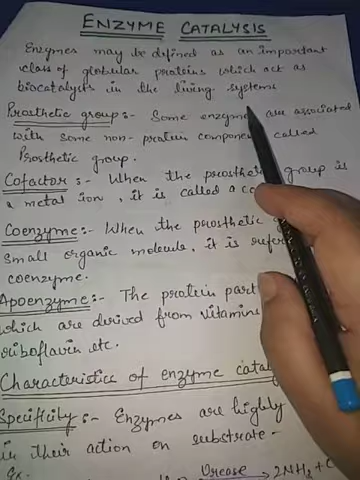 ENZYME CATALYSIS
Enzymes may be defined as an important
class of globular proteins which act as
biocatalysts in the living systems
Prosthetic group:- Some enzyme are associated
with some non-protein component called
Prosthetic group.
Cofactor:- When the prosthetic group is
a metal ion, it is called a
Coenzyme:- When the prosthetic
small organic molecule, it is
coenzyme.
Apoenzyme:- The protein part
which are derived from vitamins
riboflavin etc.
Characteristics of enzyme
Specificity:- Enzymes are highly
in their action on substrate-
Ex.
Urease
2NH2 +